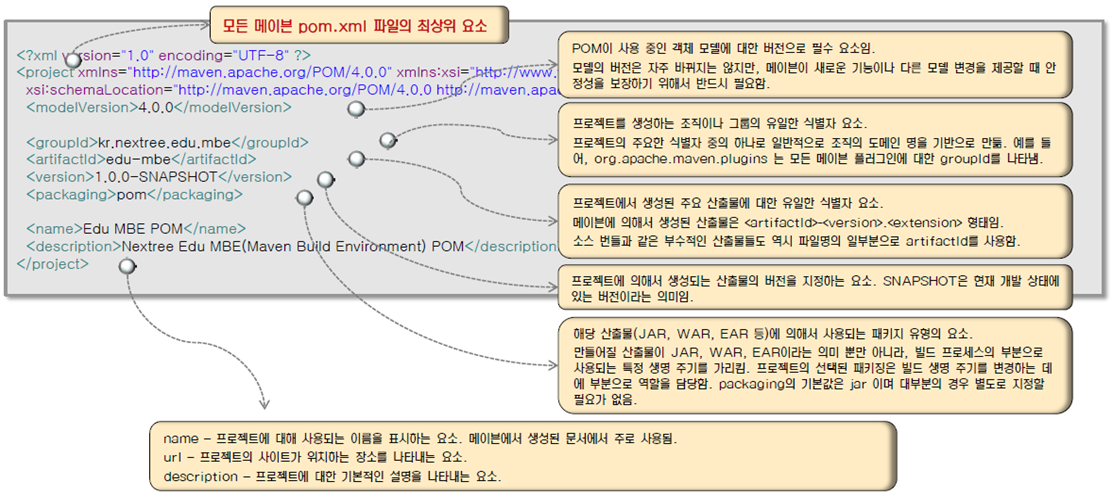 모든 메이븐 pom.xml 파일의 최상위 요소
<?xml version="1.0" encoding="UTF-8" ?>
<project xmlns="http://maven.apache.org/POM/4.0.0" xmlns:xsi="http://www.
xsi:schemaLocation="http://maven.apache.org/POM/4.0.0 http://maven.apa
<modelVersion>4.0.0</modelVersion>
<groupId>kr.nextree.edu.mbe</groupId>
<artifactId>edu-mbe</artifactId>
<version>1.0.0-SNAPSHOT</version>
<packaging>pom</packaging>
<name>Edu MBE POM</name>
<description>Nextree Edu MBE(Maven Build Environment) POM</description
</project>
POM이 사용 중인 객체 모델에 대한 버전으로 필수 요소임.
모델의 버전은 자주 바뀌지는 않지만, 메이븐이 새로운 기능이나 다른 모델 변경을 제공할 때 안
정성을 보장하기 위해서 반드시 필요함.
프로젝트를 생성하는 조직이나 그룹의 유일한 식별자 요소.
프로젝트의 주요한 식별자 중의 하나로 일반적으로 조직의 도메인 명을 기반으로 만듦. 예를 들
어, org.apache.maven.plugins 는 모든 메이븐 플러그인에 대한 groupId를 나타냄.
프로젝트에서 생성된 주요 산출물에 대한 유일한 식별자 요소.
메이븐에 의해서 생성된 산출물은 <artifactId>-<version>.<extension> 형태임.
소스 번들과 같은 부수적인 산출물들도 역시 파일명의 일부분으로 artifactId를 사용함.
프로젝트에 의해서 생성되는 산출물의 버전을 지정하는 요소. SNAPSHOT은 현재 개발 상태에
있는 버전이라는 의미임.
해당 산출물(JAR, WAR, EAR 등)에 의해서 사용되는 패키지 유형의 요소.
만들어질 산출물이 JAR, WAR, EAR이라는 의미 뿐만 아니라, 빌드 프로세스의 부분으로
사용되는 특정 생명 주기를 가리킴. 프로젝트의 선택된 패키징은 빌드 생명 주기를 변경하는 데
에 부분으로 역할을 담당함. packaging의 기본값은 jar 이며 대부분의 경우 별도로 지정할
필요가 없음.
name – 프로젝트에 대해 사용되는 이름을 표시하는 요소. 메이븐에서 생성된 문서에서 주로 사용됨.
url – 프로젝트의 사이트가 위치하는 장소를 나타내는 요소.
description – 프로젝트에 대한 기본적인 설명을 나타내는 요소.